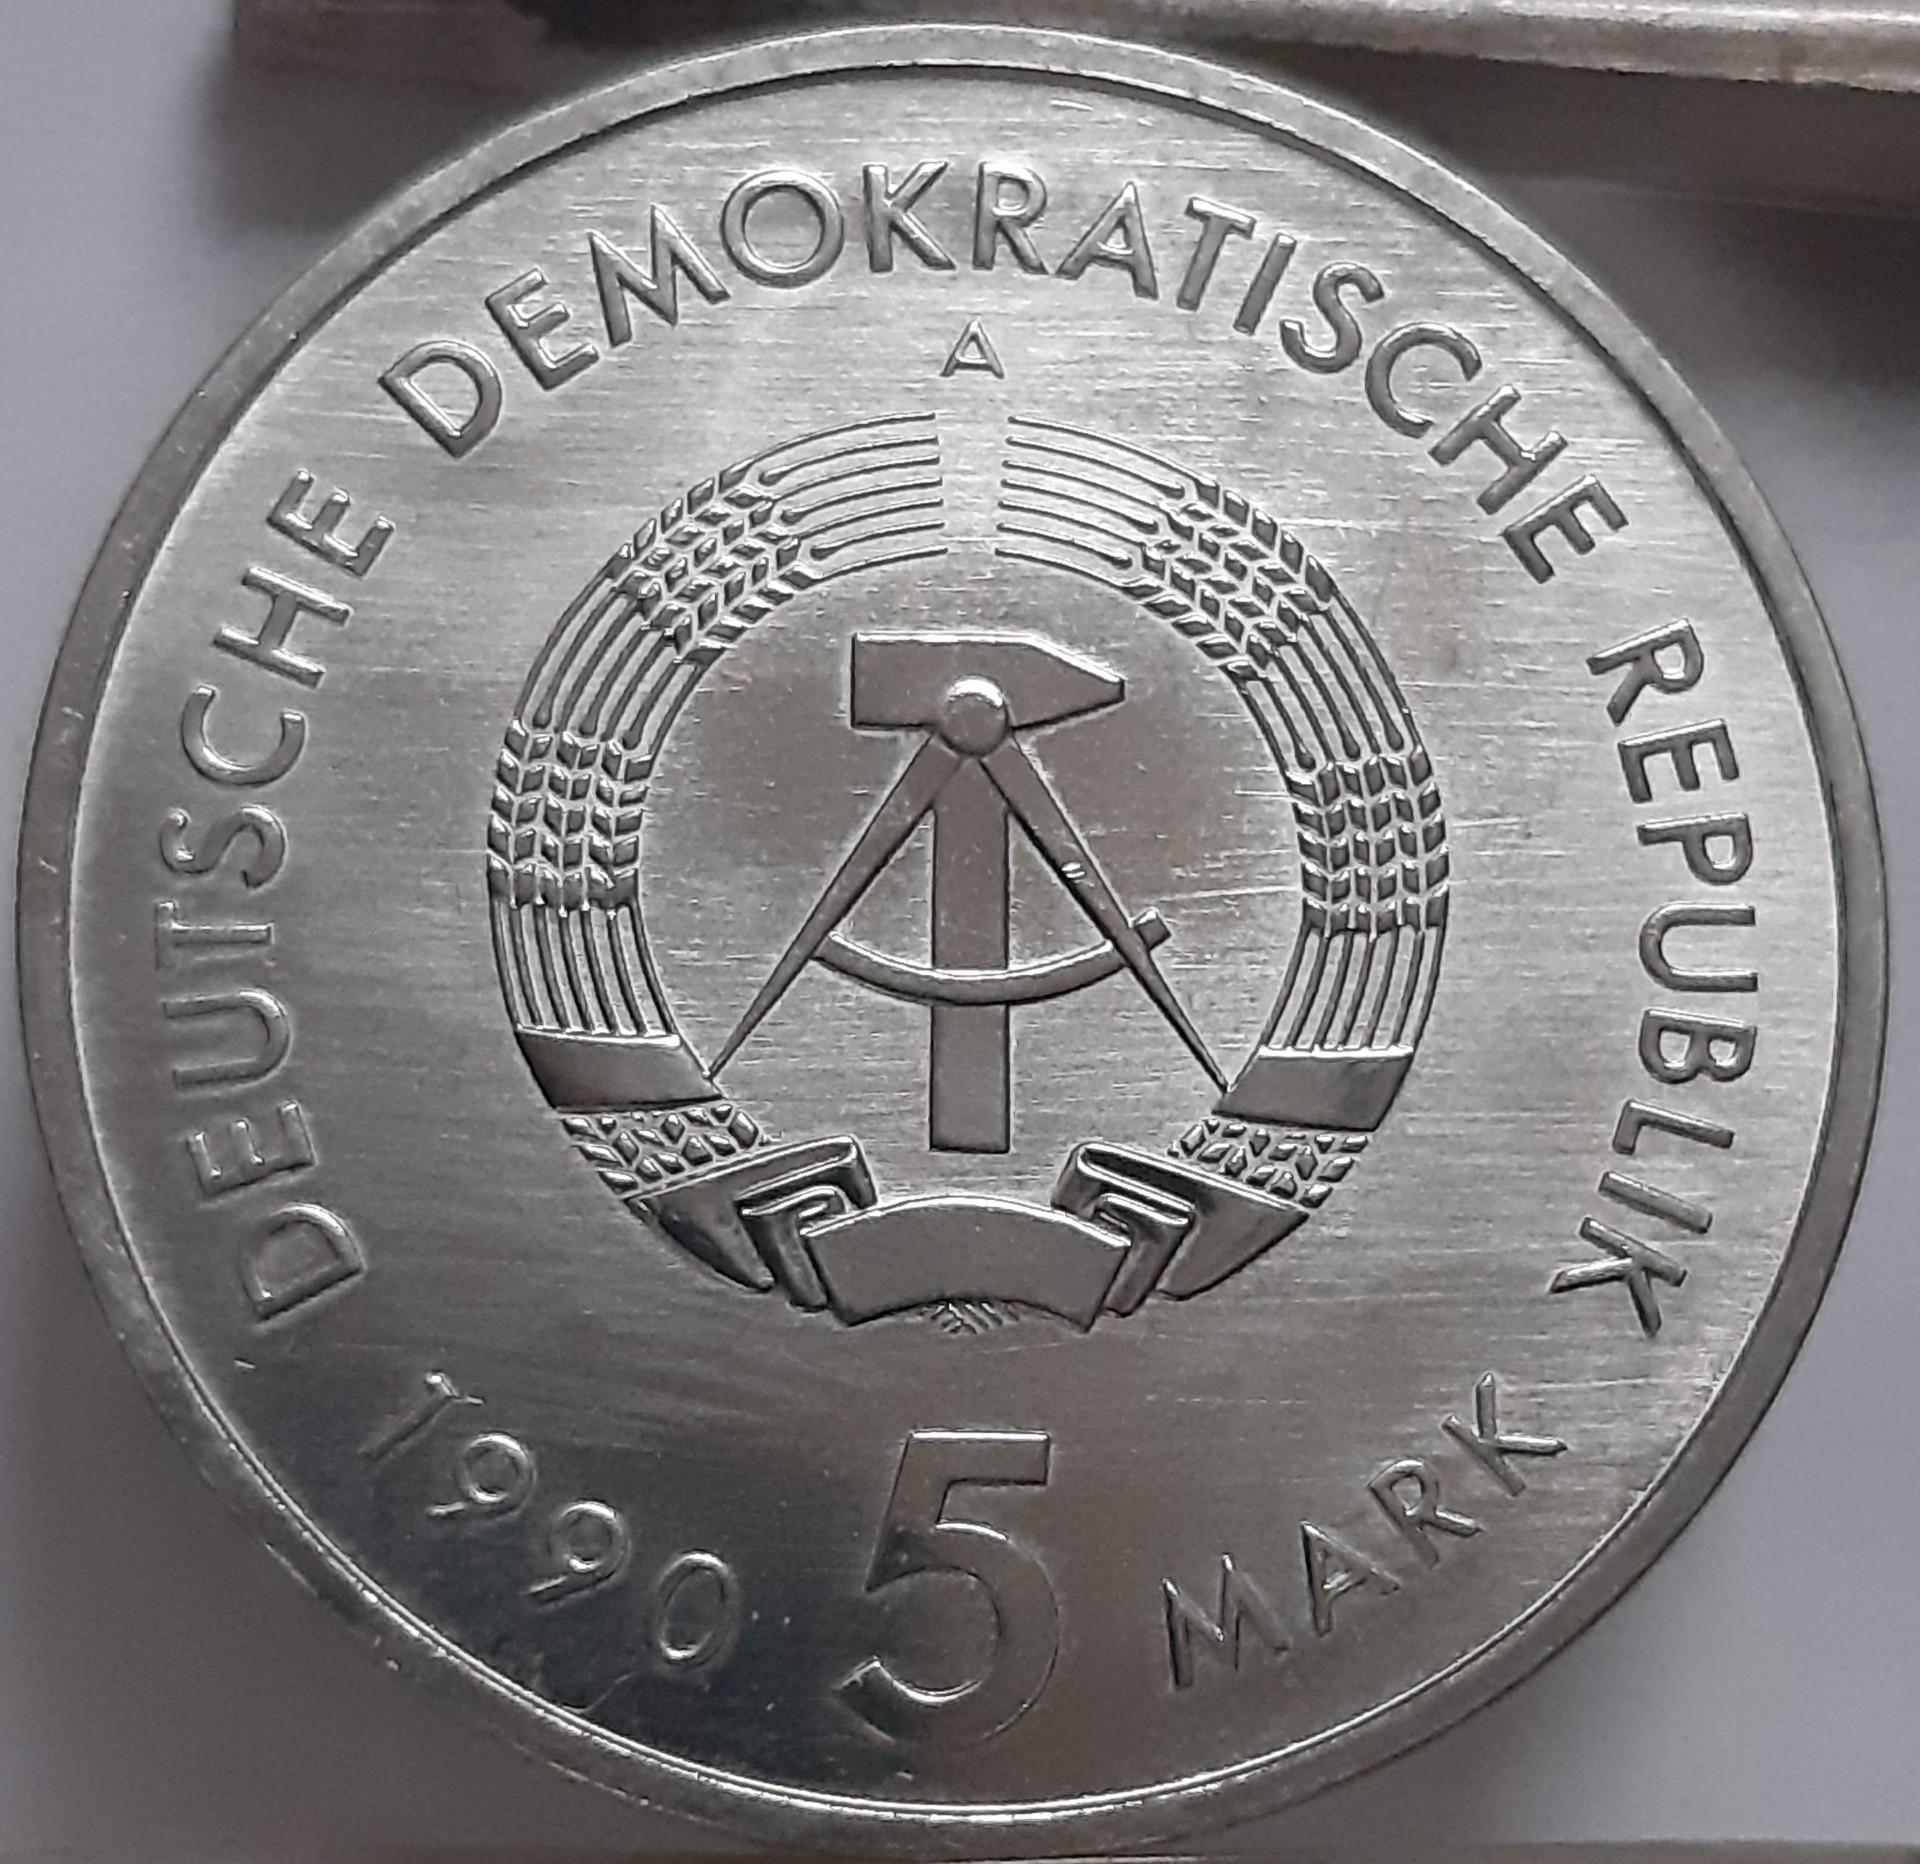 DEUTSCHE DEMOKRATISCHE REPUBLIK
A
1990 5 MARK